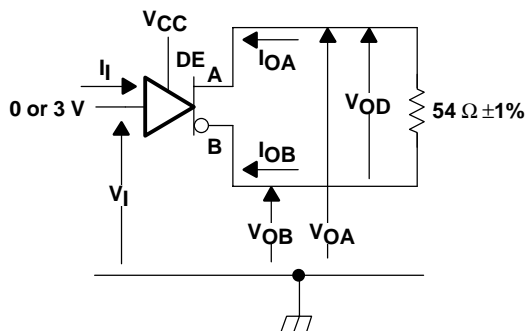 VCC
DE
II
A
IOA
0 or 3 V
VOD
54 Ω ±1%
B
IOB
VI
VOB
VOA